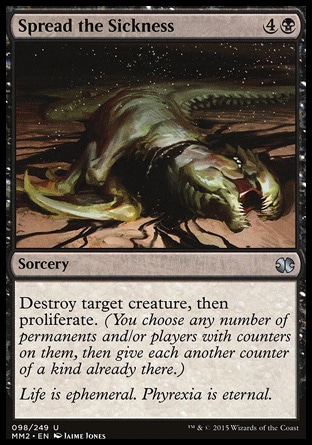 Spread the Sickness 4
Sorcery
Destroy target creature, then
proliferate. (You choose any number of
permanents and/or players with counters
on them, then give each another counter
of a kind already there.)
Life is ephemeral. Phyrexia is eternal.
098/249 U
MM2 • EN Jaime Jones
™ & © 2015 Wizards of the Coast